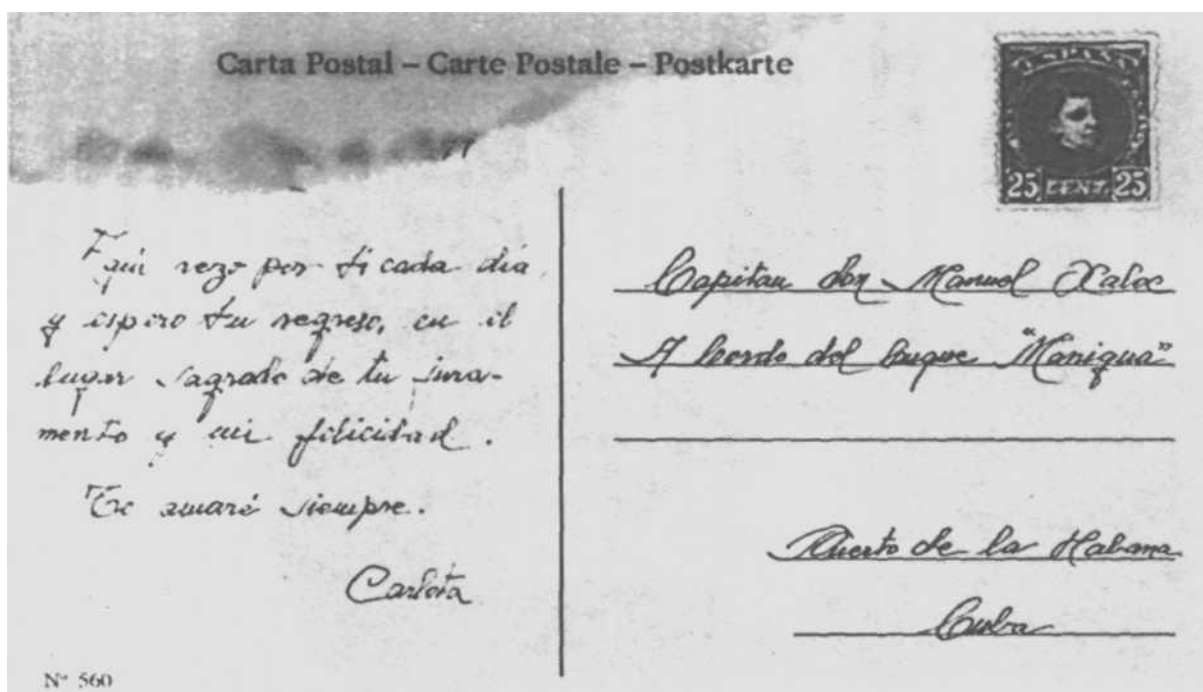 Carta Postal – Carte Postale – Postkarte
ESPAÑA
25 CENT. 25
Aquí rezo por ti cada día
y espero tu regreso, en el
lugar sagrado de tu jura-
mento y mi felicidad.
Te amaré siempre.
Carlota
Nº 560
Capitan don Manuel Xaloc
A bordo del buque "Manigua"
Puerto de la Habana
Cuba